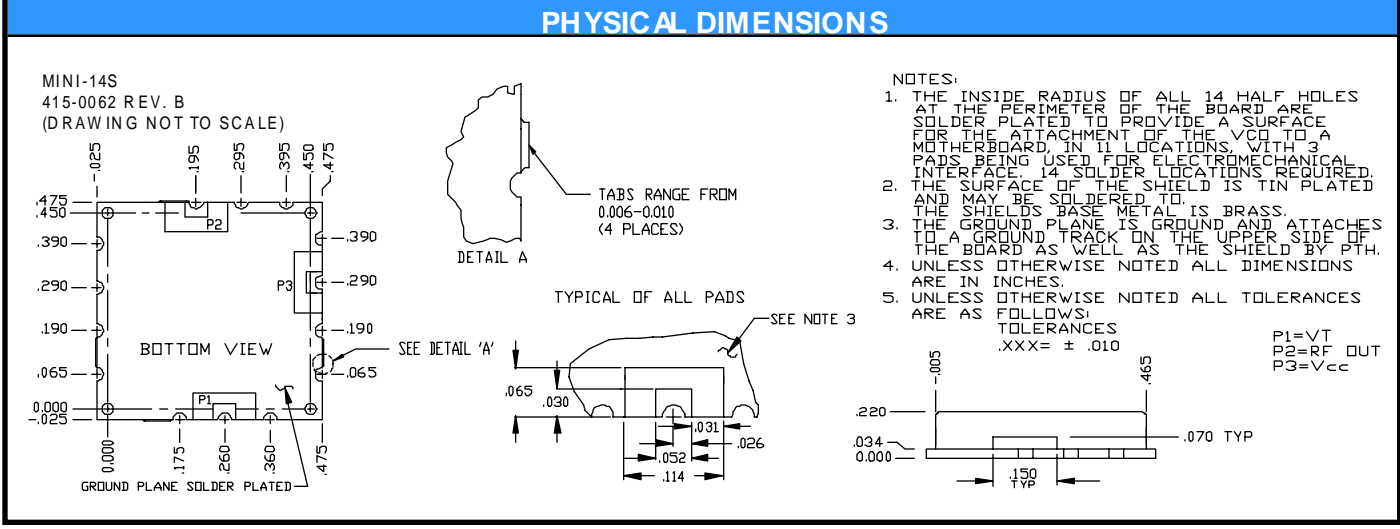 PHYSICAL DIMENSIONS
MINI-14S
415-0062 REV. B
(DRAWING NOT TO SCALE)
-.025
.195
.295
.395
.450
.475
.475
.450
.390
.290
.190
.065
0.000
-.025
P2
P3
.390
.290
.190
.065
BOTTOM VIEW
SEE DETAIL 'A'
P1
0.000
.175
.260
.360
.475
GROUND PLANE SOLDER PLATED
TABS RANGE FROM
0.006-0.010
(4 PLACES)
DETAIL A
TYPICAL OF ALL PADS
SEE NOTE 3
.065
.030
.031
.026
.052
.114
NOTES:
1. THE INSIDE RADIUS OF ALL 14 HALF HOLES
AT THE PERIMETER OF THE BOARD ARE
SOLDER PLATED TO PROVIDE A SURFACE
FOR THE ATTACHMENT OF THE VCO TO A
MOTHERBOARD, IN 11 LOCATIONS, WITH 3
PADS BEING USED FOR ELECTROMECHANICAL
INTERFACE. 14 SOLDER LOCATIONS REQUIRED.
2. THE SURFACE OF THE SHIELD IS TIN PLATED
AND MAY BE SOLDERED TO.
THE SHIELDS BASE METAL IS BRASS.
3. THE GROUND PLANE IS GROUND AND ATTACHES
TO A GROUND TRACK ON THE UPPER SIDE OF
THE BOARD AS WELL AS THE SHIELD BY PTH.
4. UNLESS OTHERWISE NOTED ALL DIMENSIONS
ARE IN INCHES.
5. UNLESS OTHERWISE NOTED ALL TOLERANCES
ARE AS FOLLOWS:
TOLERANCES
.XXX= ± .010
P1=VT
P2=RF OUT
P3=Vcc
-.005
.465
.220
.034
0.000
.070 TYP
.150
TYP